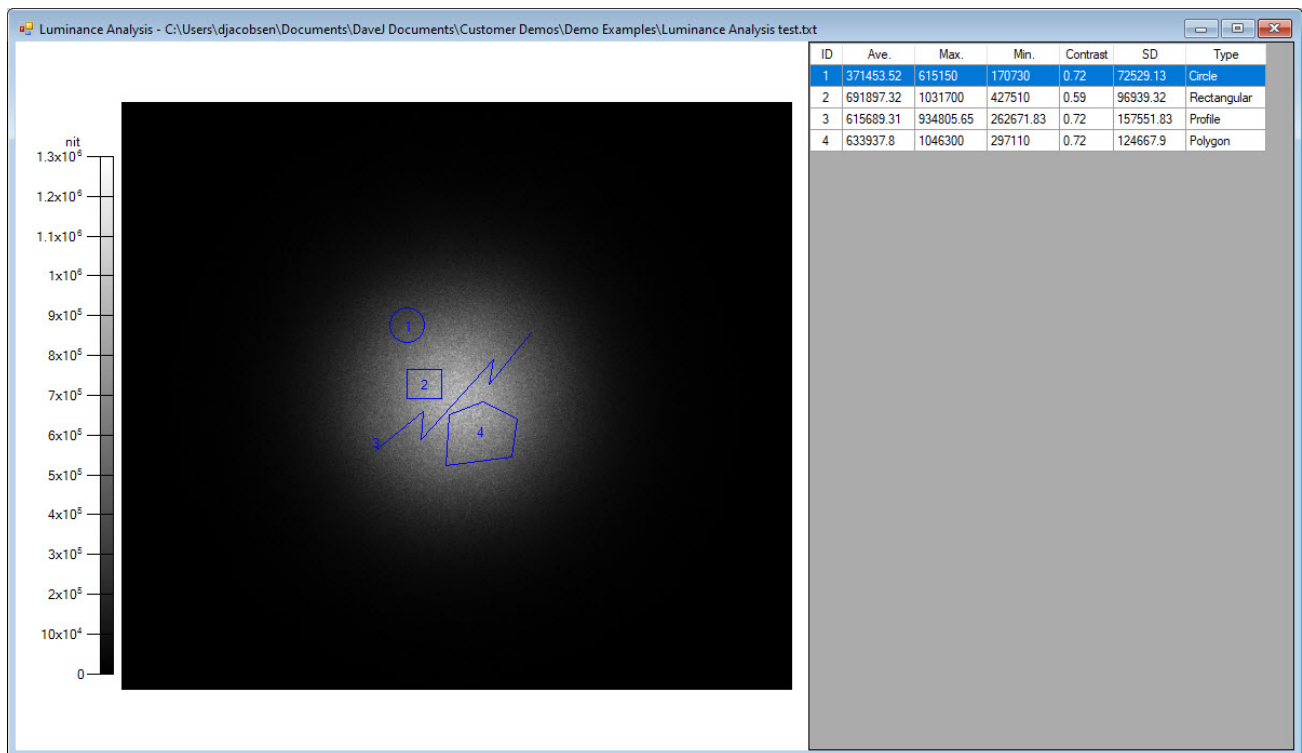 Luminance Analysis - C:\Users\djacobsen\Documents\DaveJ Documents\Customer Demos\Demo Examples\Luminance Analysis test.txt
ID Ave. Max. Min. Contrast SD Type
1 371453.52 615150 170730 0.72 72529.13 Circle
2 691897.32 1031700 427510 0.59 96939.32 Rectangular
3 615689.31 934805.65 262671.83 0.72 157551.83 Profile
4 633937.8 1046300 297110 0.72 124667.9 Polygon
nit
1.3x10⁶
1.2x10⁶
1.1x10⁶
1x10⁶
9x10⁵
8x10⁵
7x10⁵
6x10⁵
5x10⁵
4x10⁵
3x10⁵
2x10⁵
10x10⁴
0
1
2
3
4